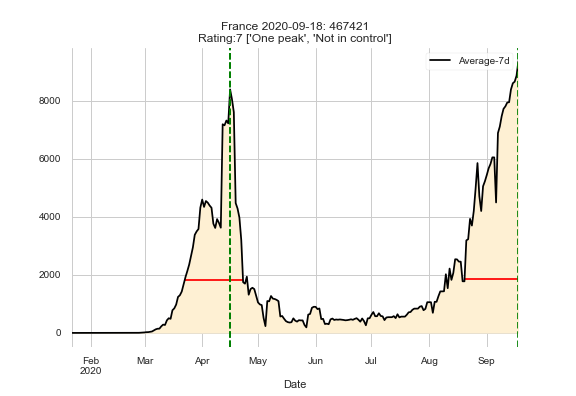 France 2020-09-18: 467421
Rating:7 ['One peak', 'Not in control']
Average-7d
8000
6000
4000
2000
0
Feb Mar Apr May Jun Jul Aug Sep
2020
Date